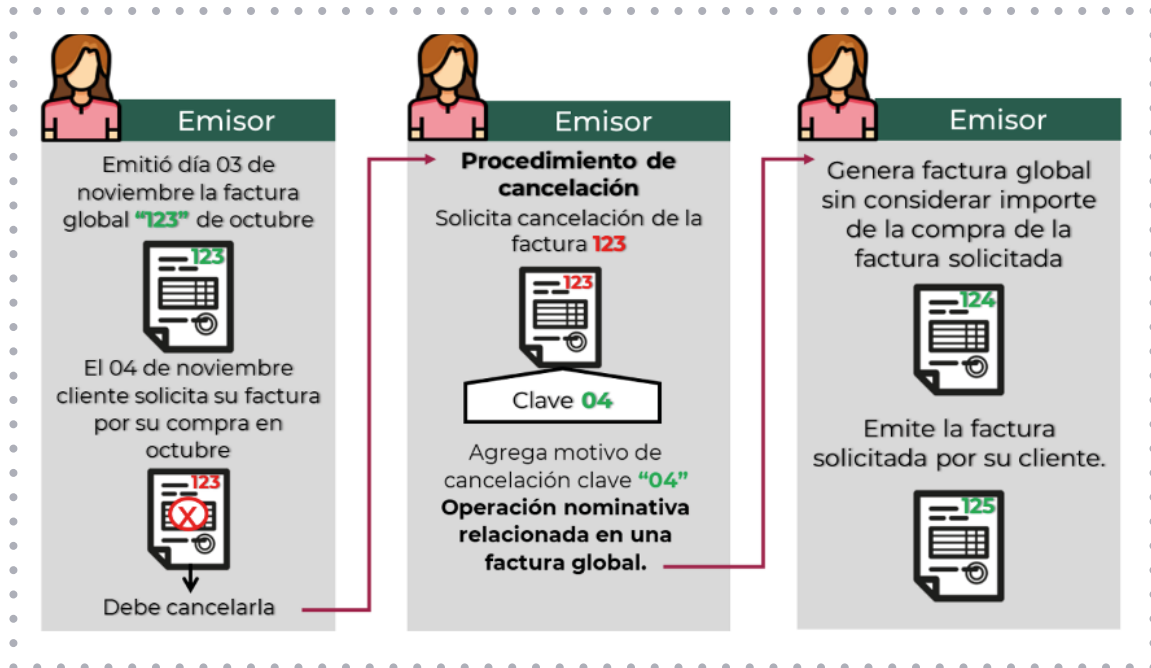 Emisor
Emitió día 03 de
noviembre la factura
global “123” de octubre
123
El 04 de noviembre
cliente solicita su factura
por su compra en
octubre
123
X
Debe cancelarla
Emisor
Procedimiento de
cancelación
Solicita cancelación de la
factura 123
123
Clave 04
Agrega motivo de
cancelación clave “04”
Operación nominativa
relacionada en una
factura global.
Emisor
Genera factura global
sin considerar importe
de la compra de la
factura solicitada
124
Emite la factura
solicitada por su cliente.
125